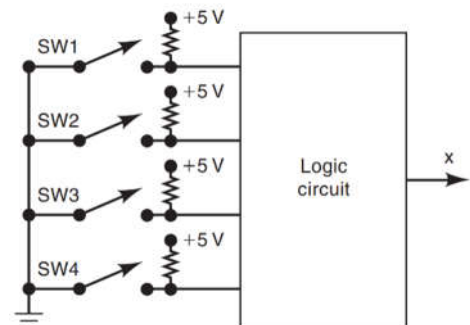 +5 V
SW1
+5 V
SW2
+5 V
SW3
+5 V
SW4
Logic
circuit
x